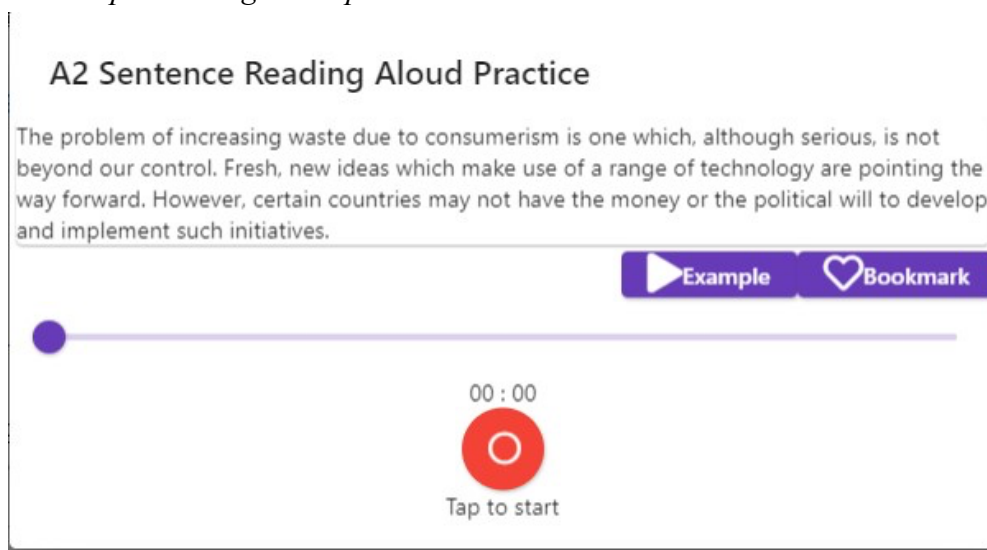 A2 Sentence Reading Aloud Practice
The problem of increasing waste due to consumerism is one which, although serious, is not
beyond our control. Fresh, new ideas which make use of a range of technology are pointing the
way forward. However, certain countries may not have the money or the political will to develop
and implement such initiatives.
Example
Bookmark
00 : 00
Tap to start